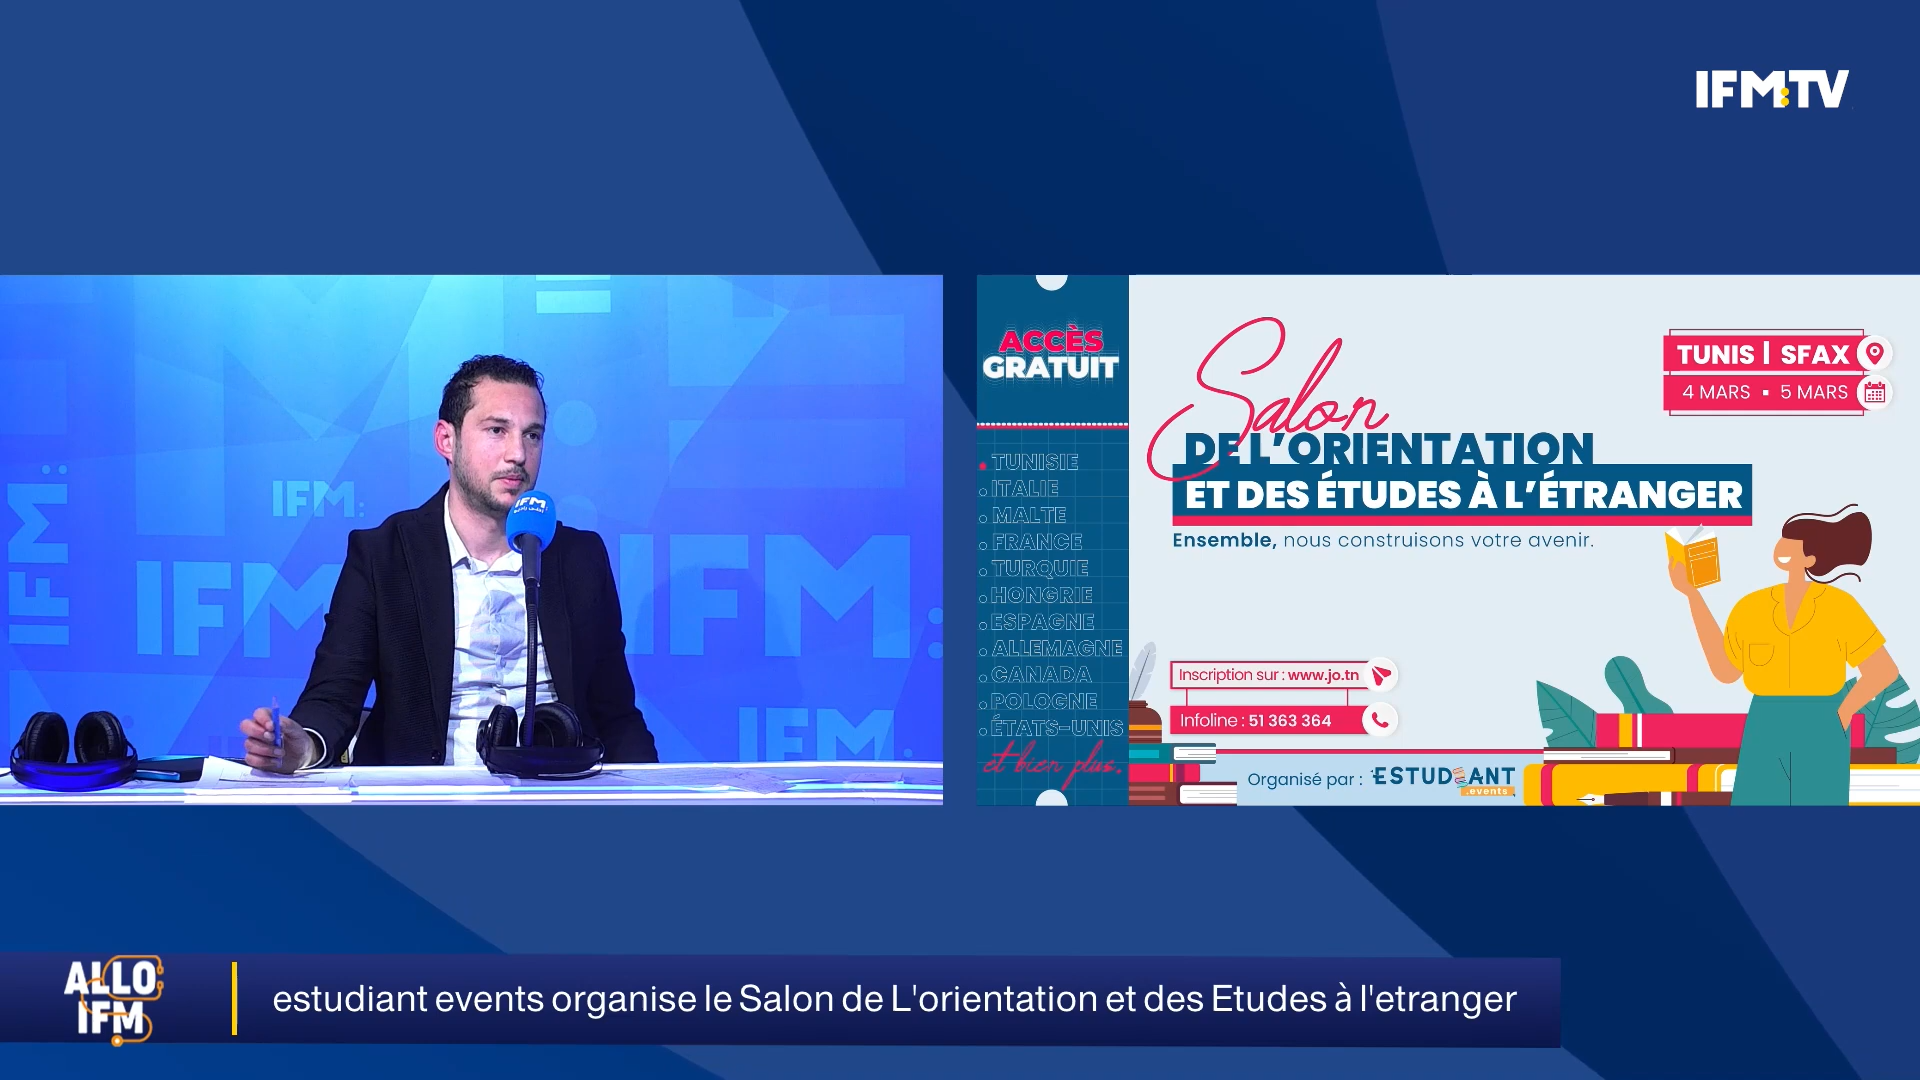 IFM:TV
IFM:
IFM:
IFM
IFM:
IFM:
IFM
ACCÈS
GRATUIT
TUNISIE
ITALIE
MALTE
FRANCE
TURQUIE
HONGRIE
ESPAGNE
ALLEMAGNE
CANADA
POLOGNE
ÉTATS-UNIS
et bien plus.
Salon
DE L'ORIENTATION
ET DES ÉTUDES À L'ÉTRANGER
Ensemble, nous construisons votre avenir.
TUNIS | SFAX
4 MARS ▪ 5 MARS
Inscription sur : www.jo.tn
Infoline : 51 363 364
Organisé par : ESTUDIANT
.events
ALLO
IFM
estudiant events organise le Salon de L'orientation et des Etudes à l'etranger